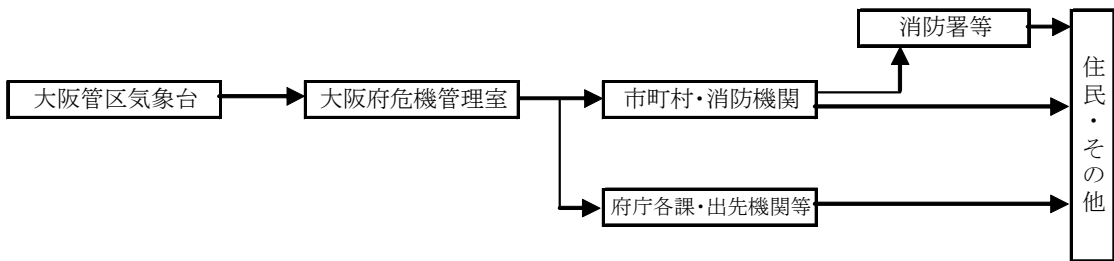 消防署等
大阪管区気象台
大阪府危機管理室
市町村・消防機関
府庁各課・出先機関等
住民・その他